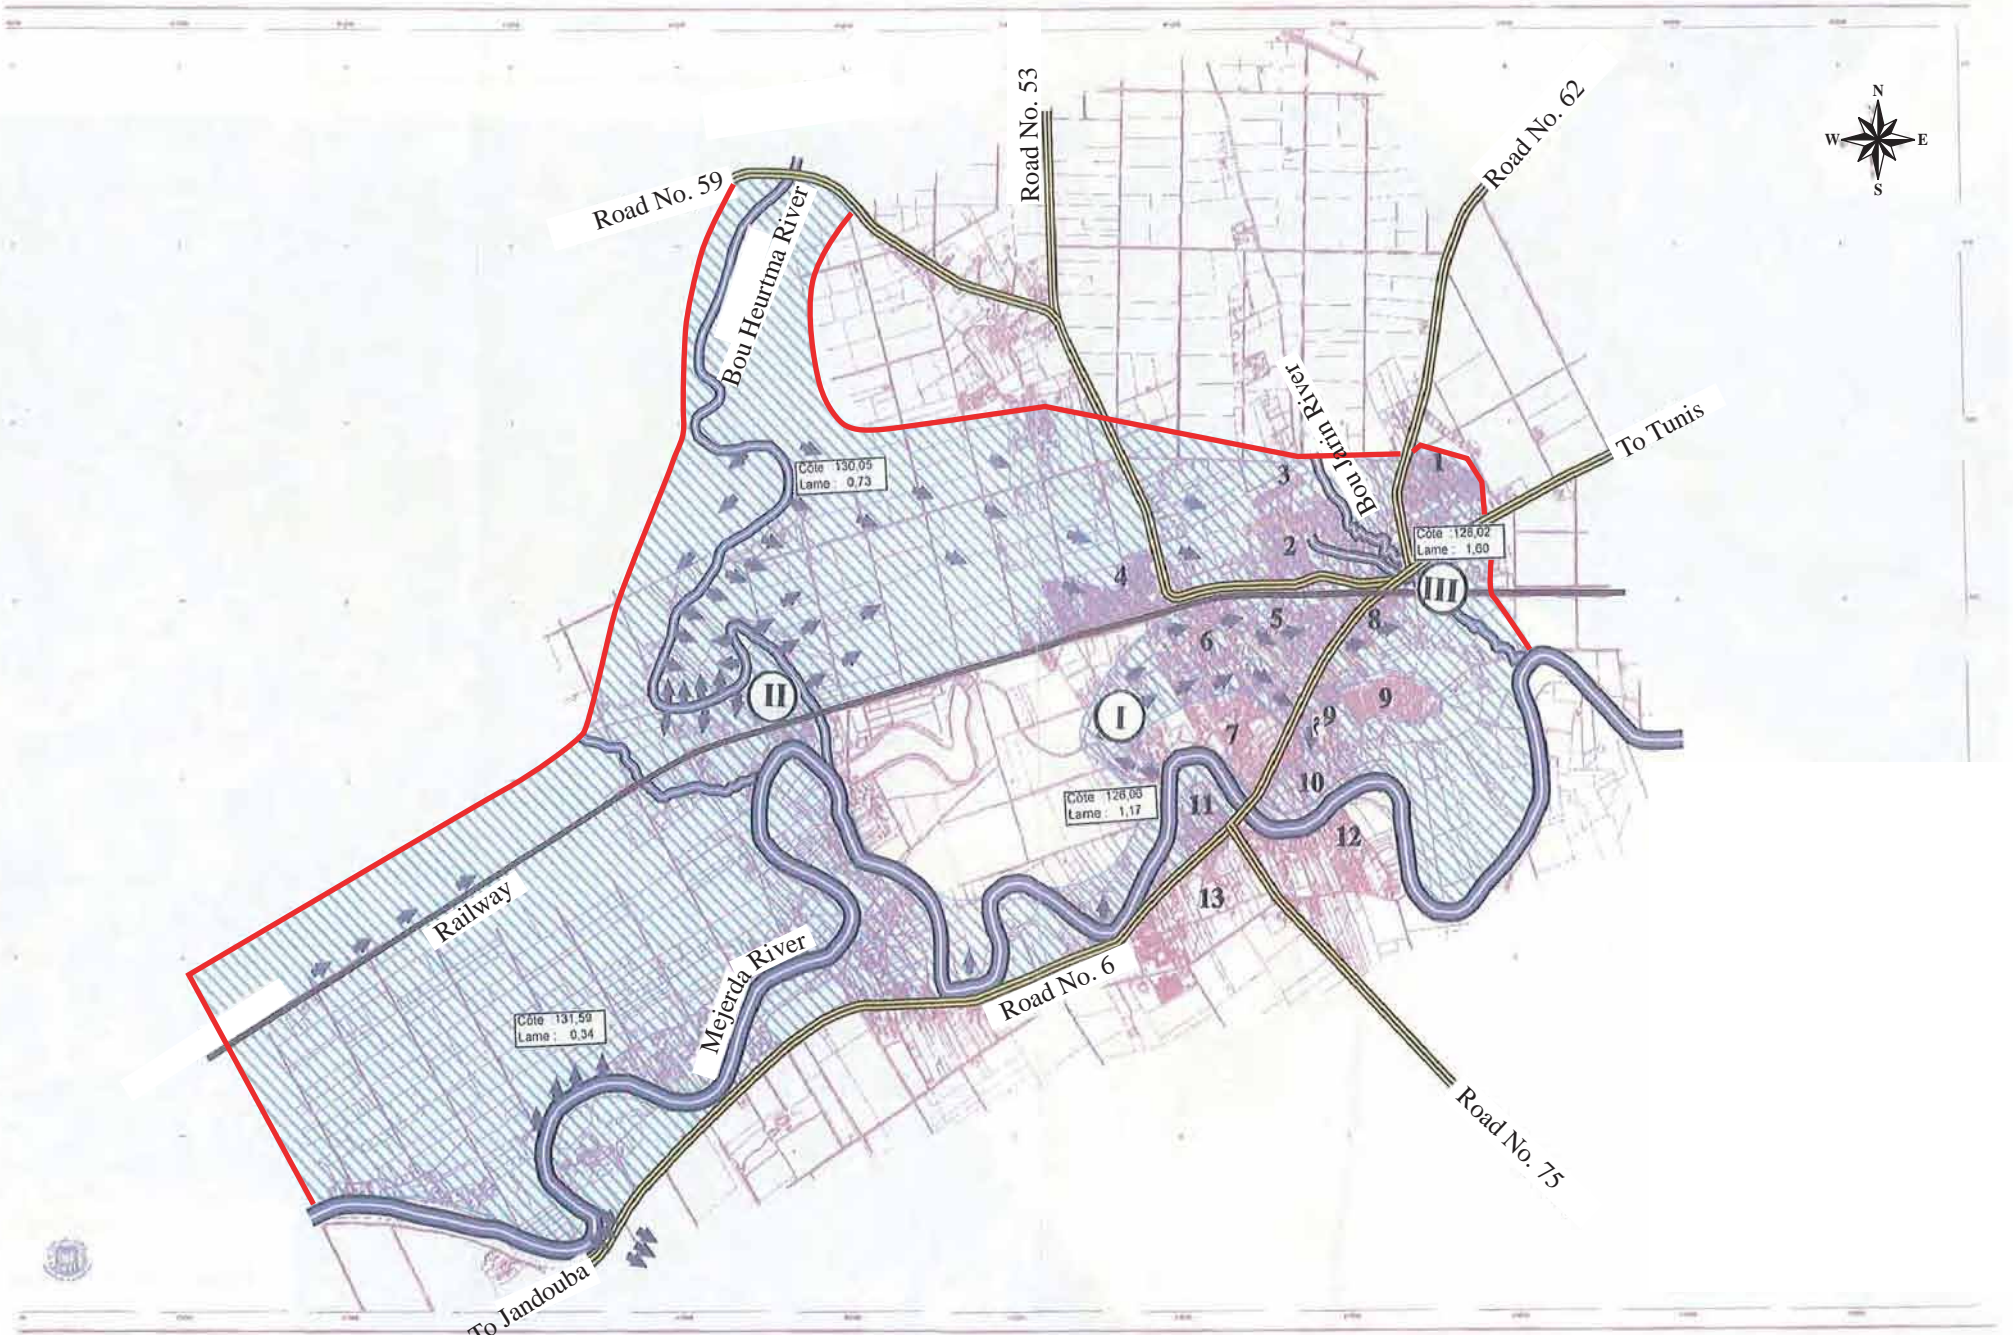 N
W
E
S
Road No. 59
Road No. 53
Road No. 62
Bou Heurtma River
Bou Jarin River
To Tunis
1
3
Côte 130,05
Lame : 0,73
2
Côte :128,02
Lame : 1,60
4
III
5
8
6
II
I
9
9
7
10
Côte 128,06
Lame : 1,17
11
12
13
Railway
Mejerda River
Road No. 6
Côte 131,59
Lame : 0,34
Road No. 75
To Jandouba